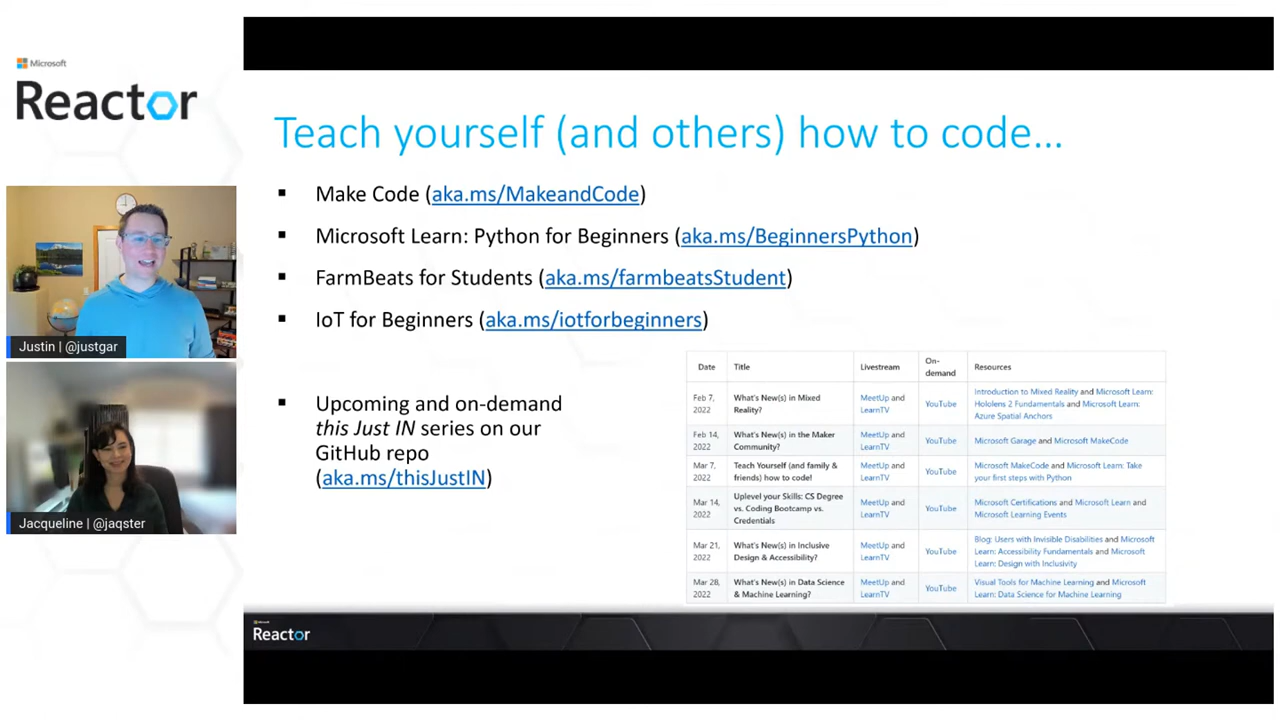 Microsoft
Reactor
Justin | @justgar
Jacqueline | @jaqster
Teach yourself (and others) how to code...
▪ Make Code (aka.ms/MakeandCode)
▪ Microsoft Learn: Python for Beginners (aka.ms/BeginnersPython)
▪ FarmBeats for Students (aka.ms/farmbeatsStudent)
▪ IoT for Beginners (aka.ms/iotforbeginners)
▪ Upcoming and on-demand
this Just IN series on our
GitHub repo
(aka.ms/thisJustIN)
Date Title Livestream On-demand Resources
Feb 7, 2022 What's New(s) in Mixed Reality? MeetUp and LearnTV YouTube Introduction to Mixed Reality and Microsoft Learn: Hololens 2 Fundamentals and Microsoft Learn: Azure Spatial Anchors
Feb 14, 2022 What's New(s) in the Maker Community? MeetUp and LearnTV YouTube Microsoft Garage and Microsoft MakeCode
Mar 7, 2022 Teach Yourself (and family & friends) how to code! MeetUp and LearnTV YouTube Microsoft MakeCode and Microsoft Learn: Take your first steps with Python
Mar 14, 2022 Uplevel your Skills: CS Degree vs. Coding Bootcamp vs. Credentials MeetUp and LearnTV YouTube Microsoft Certifications and Microsoft Learn and Microsoft Learning Events
Mar 21, 2022 What's New(s) in Inclusive Design & Accessibility? MeetUp and LearnTV YouTube Blog: Users with Invisible Disabilities and Microsoft Learn: Accessibility Fundamentals and Microsoft Learn: Design with Inclusivity
Mar 28, 2022 What's New(s) in Data Science & Machine Learning? MeetUp and LearnTV YouTube Visual Tools for Machine Learning and Microsoft Learn: Data Science for Machine Learning
Reactor